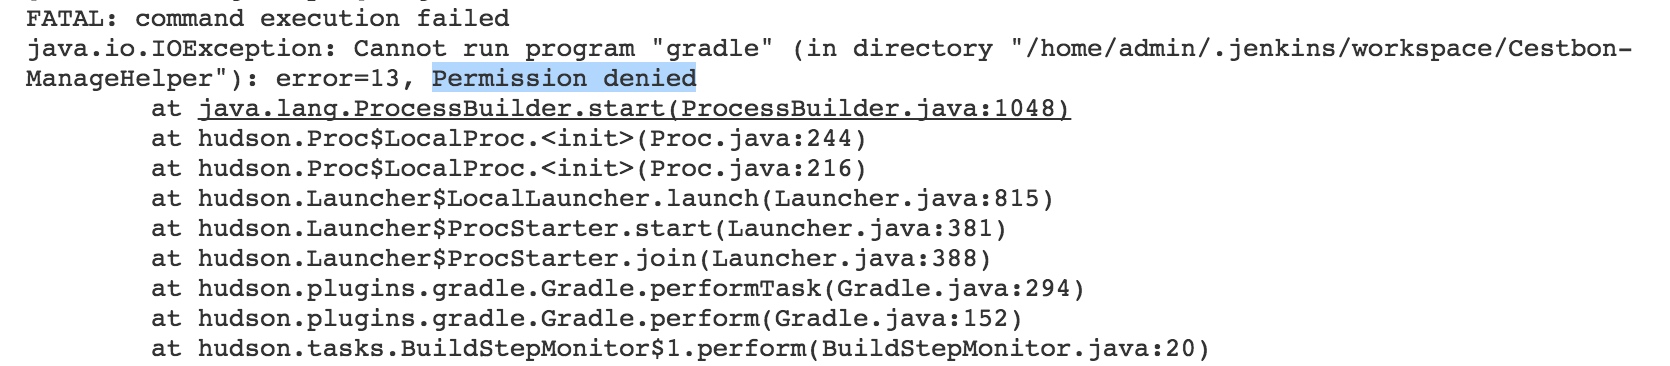 FATAL: command execution failed
java.io.IOException: Cannot run program "gradle" (in directory "/home/admin/.jenkins/workspace/Cestbon-
ManageHelper"): error=13, Permission denied
at java.lang.ProcessBuilder.start(ProcessBuilder.java:1048)
at hudson.Proc$LocalProc.<init>(Proc.java:244)
at hudson.Proc$LocalProc.<init>(Proc.java:216)
at hudson.Launcher$LocalLauncher.launch(Launcher.java:815)
at hudson.Launcher$ProcStarter.start(Launcher.java:381)
at hudson.Launcher$ProcStarter.join(Launcher.java:388)
at hudson.plugins.gradle.Gradle.performTask(Gradle.java:294)
at hudson.plugins.gradle.Gradle.perform(Gradle.java:152)
at hudson.tasks.BuildStepMonitor$1.perform(BuildStepMonitor.java:20)